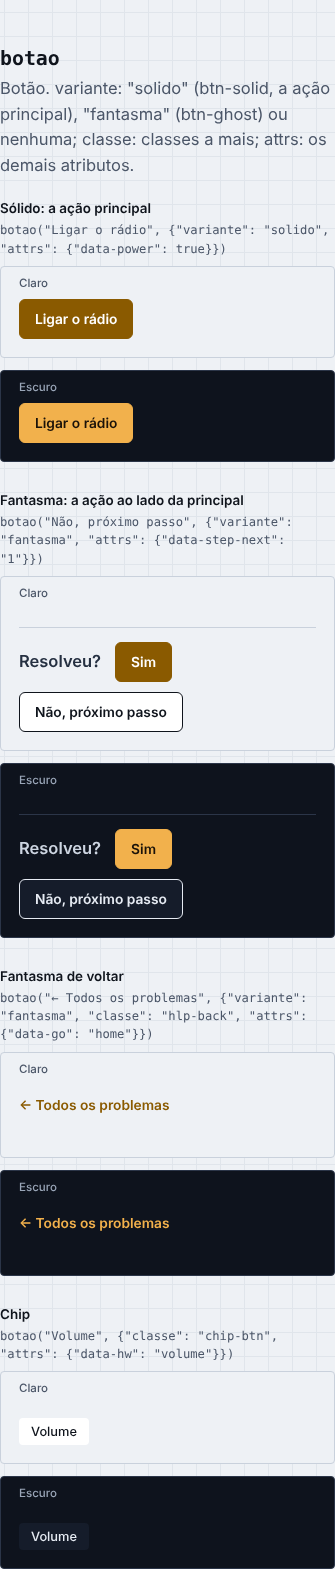 botao
Botão. variante: "solido" (btn-solid, a ação
principal), "fantasma" (btn-ghost) ou
nenhuma; classe: classes a mais; attrs: os
demais atributos.
Sólido: a ação principal
botao("Ligar o rádio", {"variante": "solido",
"attrs": {"data-power": true}})
Claro
Ligar o rádio
Escuro
Ligar o rádio
Fantasma: a ação ao lado da principal
botao("Não, próximo passo", {"variante":
"fantasma", "attrs": {"data-step-next":
"1"}})
Claro
Resolveu? Sim
Não, próximo passo
Escuro
Resolveu? Sim
Não, próximo passo
Fantasma de voltar
botao("← Todos os problemas", {"variante":
"fantasma", "classe": "hlp-back", "attrs":
{"data-go": "home"}})
Claro
← Todos os problemas
Escuro
← Todos os problemas
Chip
botao("Volume", {"classe": "chip-btn",
"attrs": {"data-hw": "volume"}})
Claro
Volume
Escuro
Volume